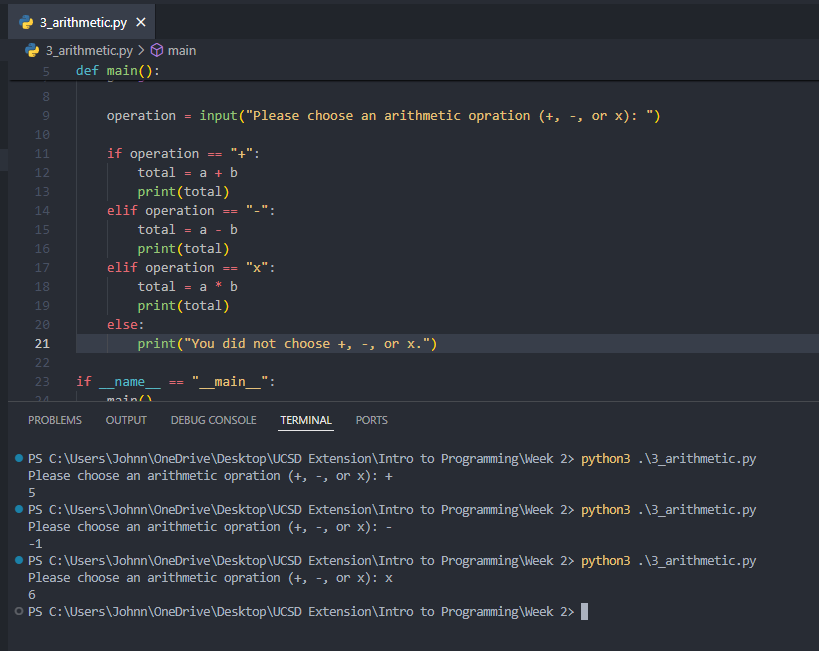 3_arithmetic.py ×
3_arithmetic.py > main
5 def main():
8
9 operation = input("Please choose an arithmetic opration (+, -, or x): ")
10
11 if operation == "+":
12 total = a + b
13 print(total)
14 elif operation == "-":
15 total = a - b
16 print(total)
17 elif operation == "x":
18 total = a * b
19 print(total)
20 else:
21 print("You did not choose +, -, or x.")
22
23 if __name__ == "__main__":
24 main()
PROBLEMS OUTPUT DEBUG CONSOLE TERMINAL PORTS
PS C:\Users\Johnn\OneDrive\Desktop\UCSD Extension\Intro to Programming\Week 2> python3 .\3_arithmetic.py
Please choose an arithmetic opration (+, -, or x): +
5
PS C:\Users\Johnn\OneDrive\Desktop\UCSD Extension\Intro to Programming\Week 2> python3 .\3_arithmetic.py
Please choose an arithmetic opration (+, -, or x): -
-1
PS C:\Users\Johnn\OneDrive\Desktop\UCSD Extension\Intro to Programming\Week 2> python3 .\3_arithmetic.py
Please choose an arithmetic opration (+, -, or x): x
6
PS C:\Users\Johnn\OneDrive\Desktop\UCSD Extension\Intro to Programming\Week 2>